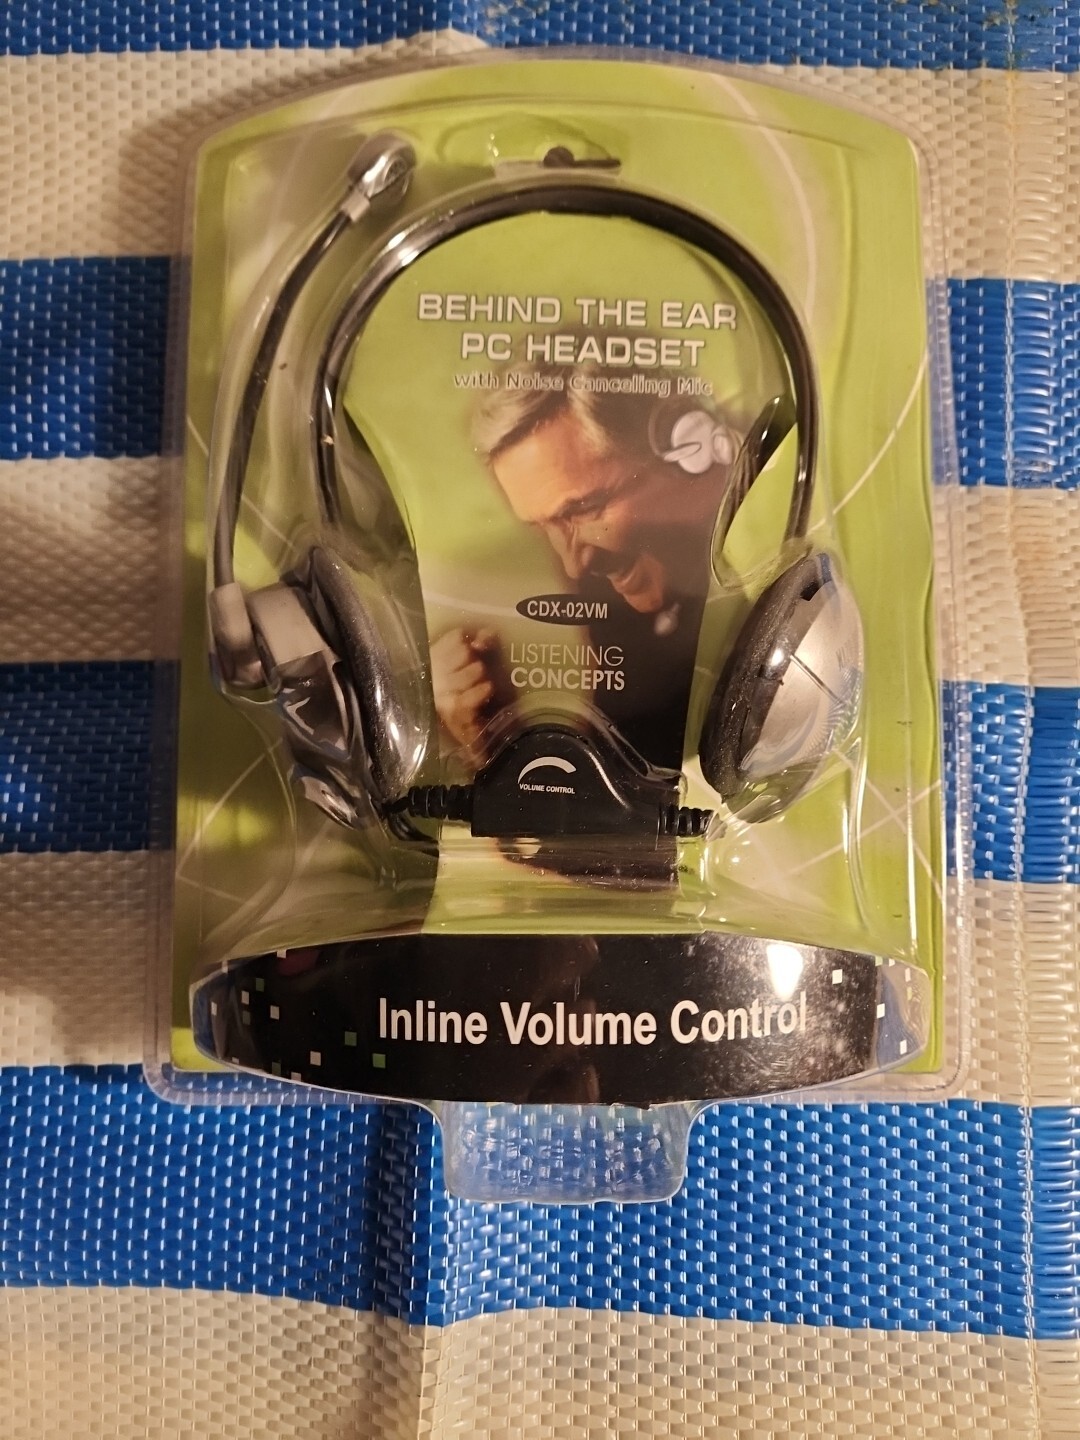 BEHIND THE EAR
PC HEADSET
with Noise Canceling Mic
CDX-02VM
LISTENING
CONCEPTS
VOLUME CONTROL
Inline Volume Control